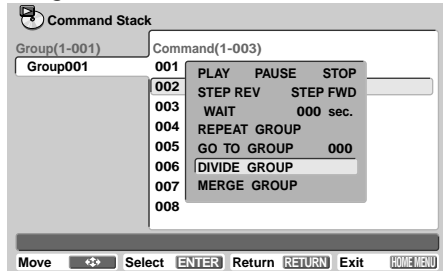 Command Stack
Group(1-001)
Command(1-003)
Group001
001
002
003
004
005
006
007
008
PLAY PAUSE STOP
STEP REV STEP FWD
WAIT 000 sec.
REPEAT GROUP
GO TO GROUP 000
DIVIDE GROUP
MERGE GROUP
Move Select ENTER Return RETURN Exit HOME MENU